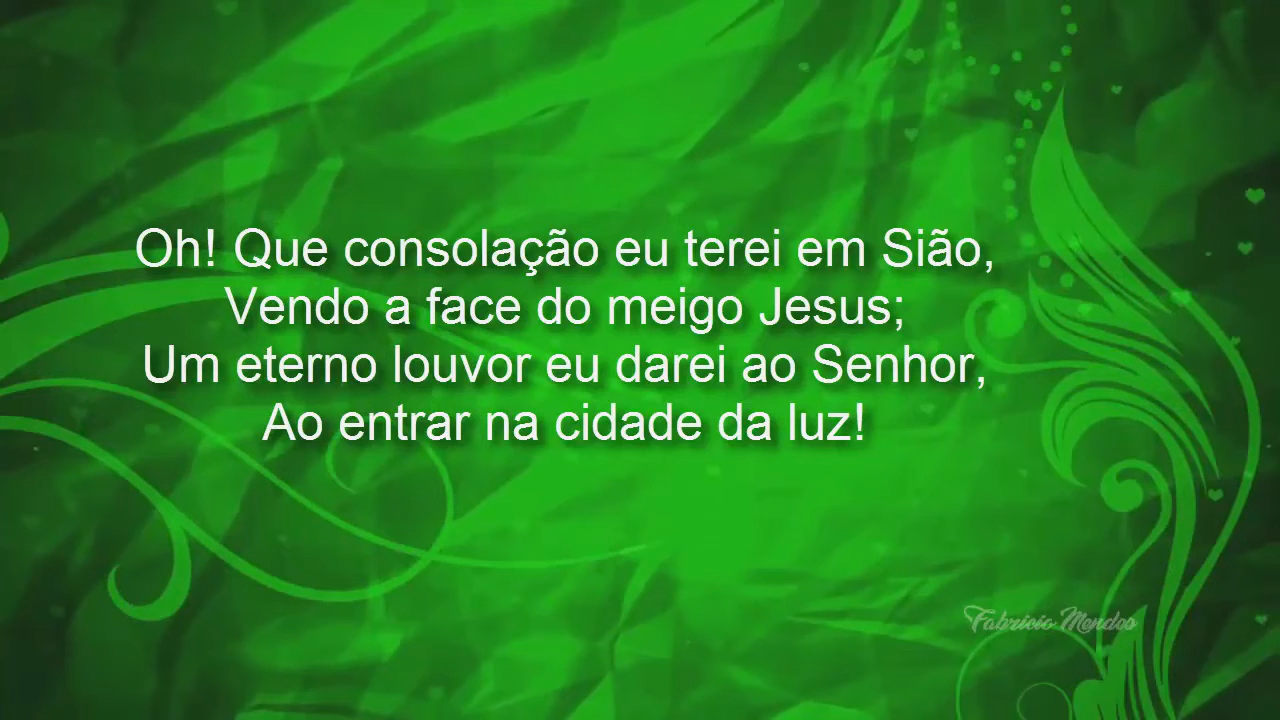 Oh! Que consolação eu terei em Sião,
Vendo a face do meigo Jesus;
Um eterno louvor eu darei ao Senhor,
Ao entrar na cidade da luz!
Fabricio Mendes